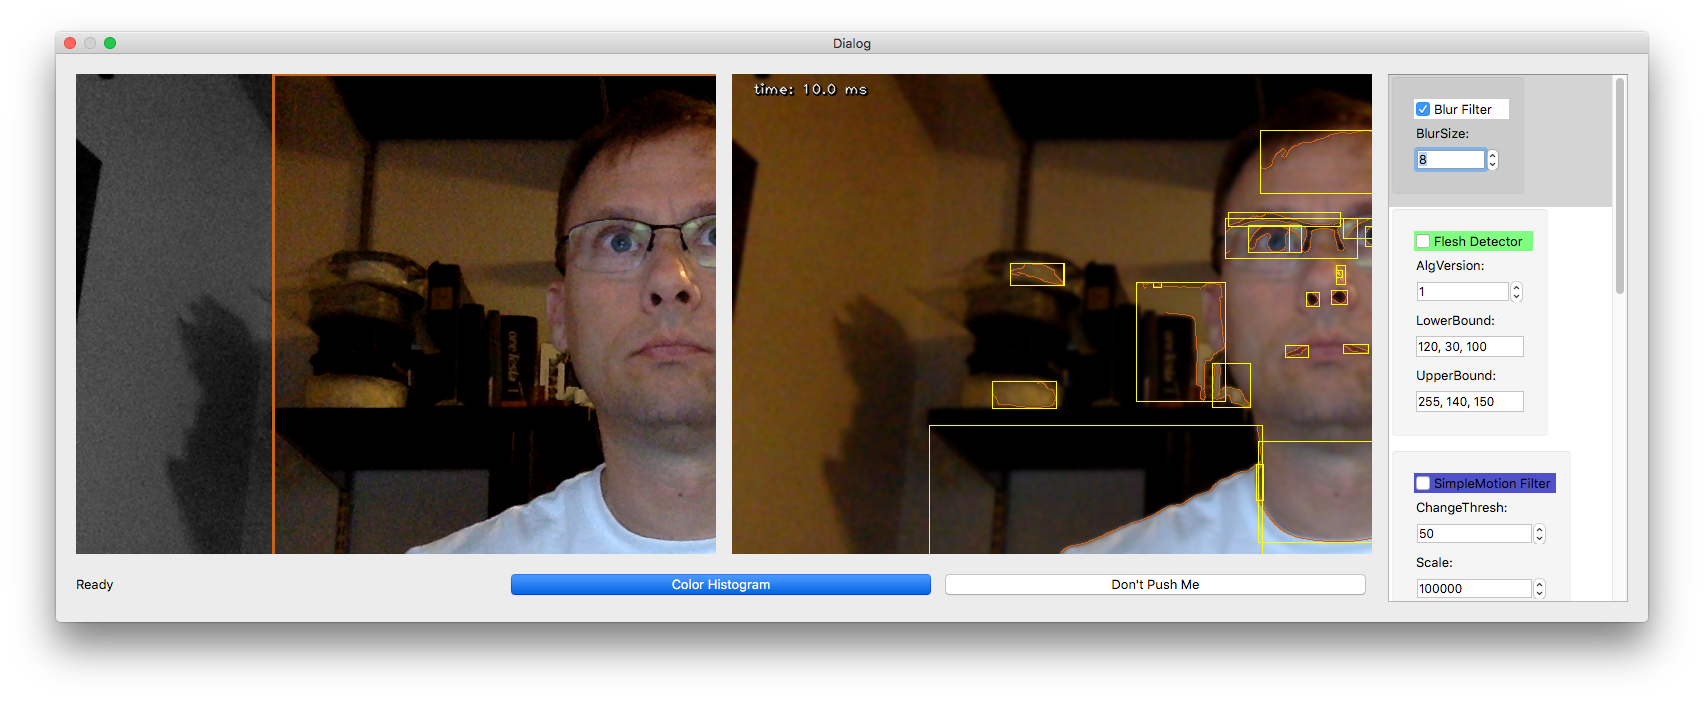 Dialog
time: 10.0 ms
Blur Filter
BlurSize:
8
Flesh Detector
AlgVersion:
1
LowerBound:
120, 30, 100
UpperBound:
255, 140, 150
SimpleMotion Filter
ChangeThresh:
50
Scale:
100000
Ready
Color Histogram
Don't Push Me